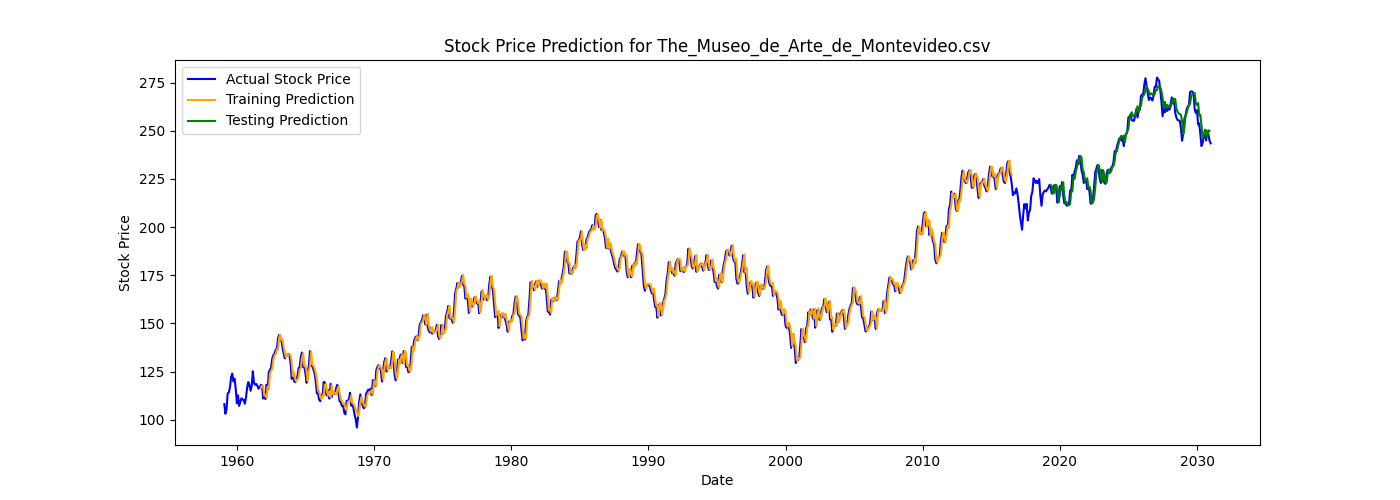 Stock Price Prediction for The_Museo_de_Arte_de_Montevideo.csv
Actual Stock Price
Training Prediction
Testing Prediction
Stock Price
275
250
225
200
175
150
125
100
1960 1970 1980 1990 2000 2010 2020 2030
Date